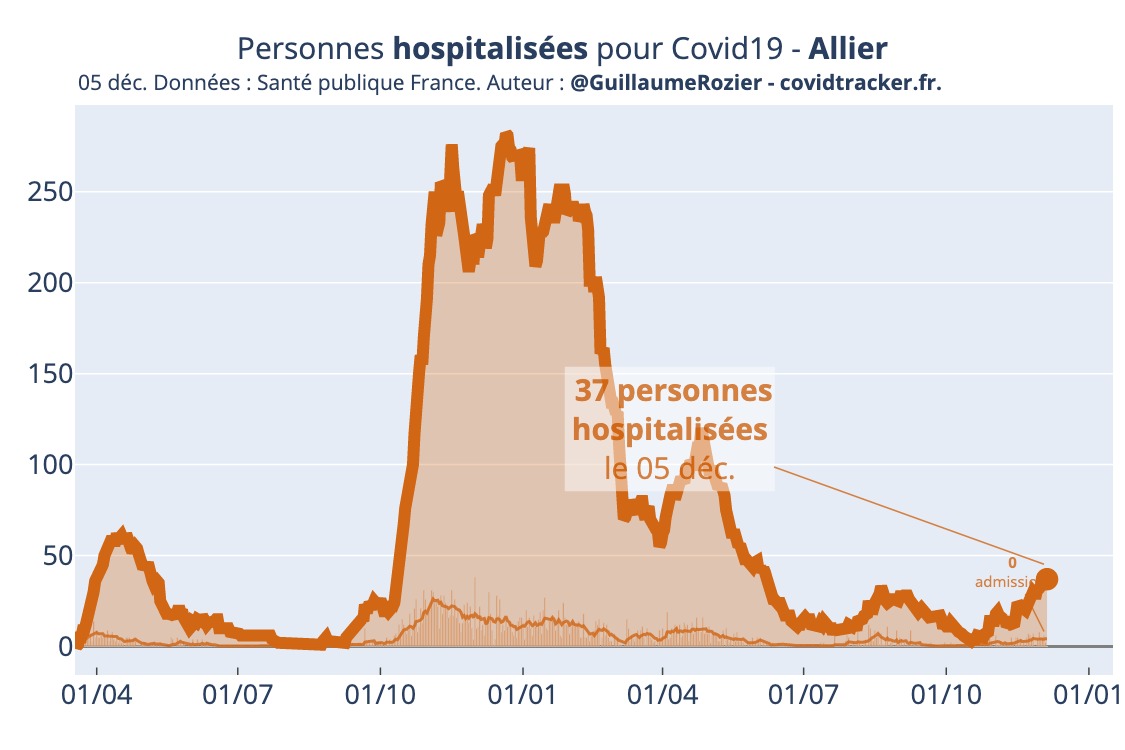 Personnes hospitalisées pour Covid19 - Allier
05 déc. Données : Santé publique France. Auteur : @GuillaumeRozier - covidtracker.fr.
250
200
150
100
50
0
37 personnes
hospitalisées
le 05 déc.
0
01/04 01/07 01/10 01/01 01/04 01/07 01/10 01/01